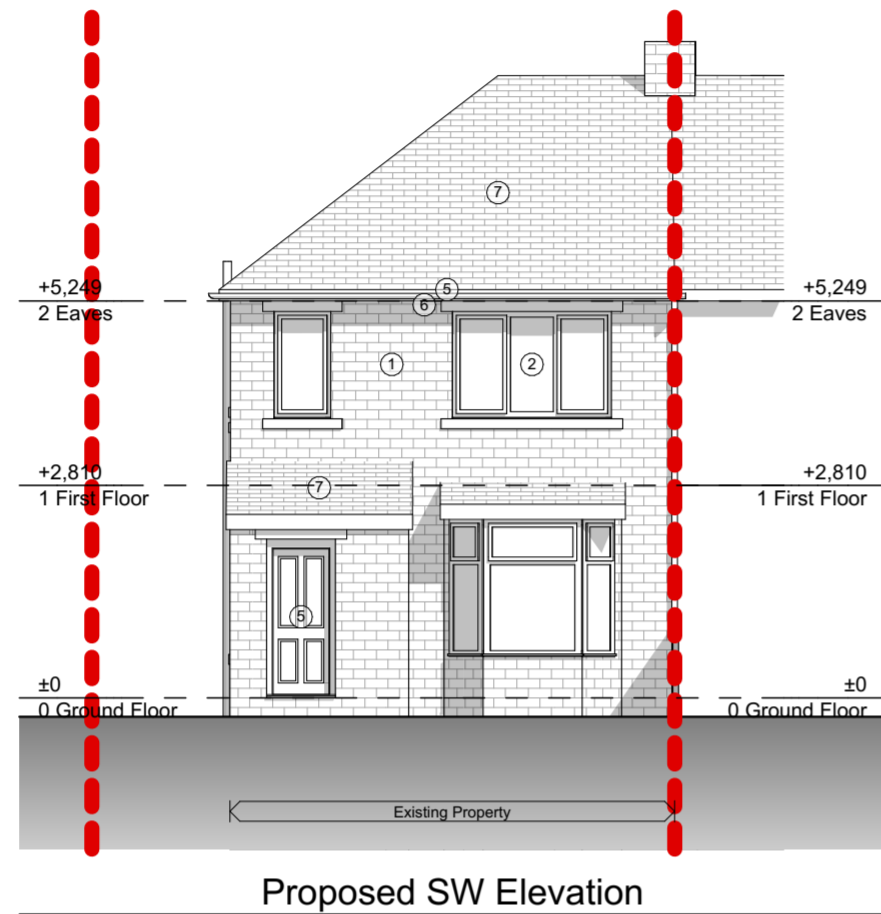 7
+5,249
5
+5,249
2 Eaves
6
2 Eaves
1
2
+2,810
+2,810
1 First Floor
7
1 First Floor
5
±0
±0
0 Ground Floor
0 Ground Floor
Existing Property
Proposed SW Elevation